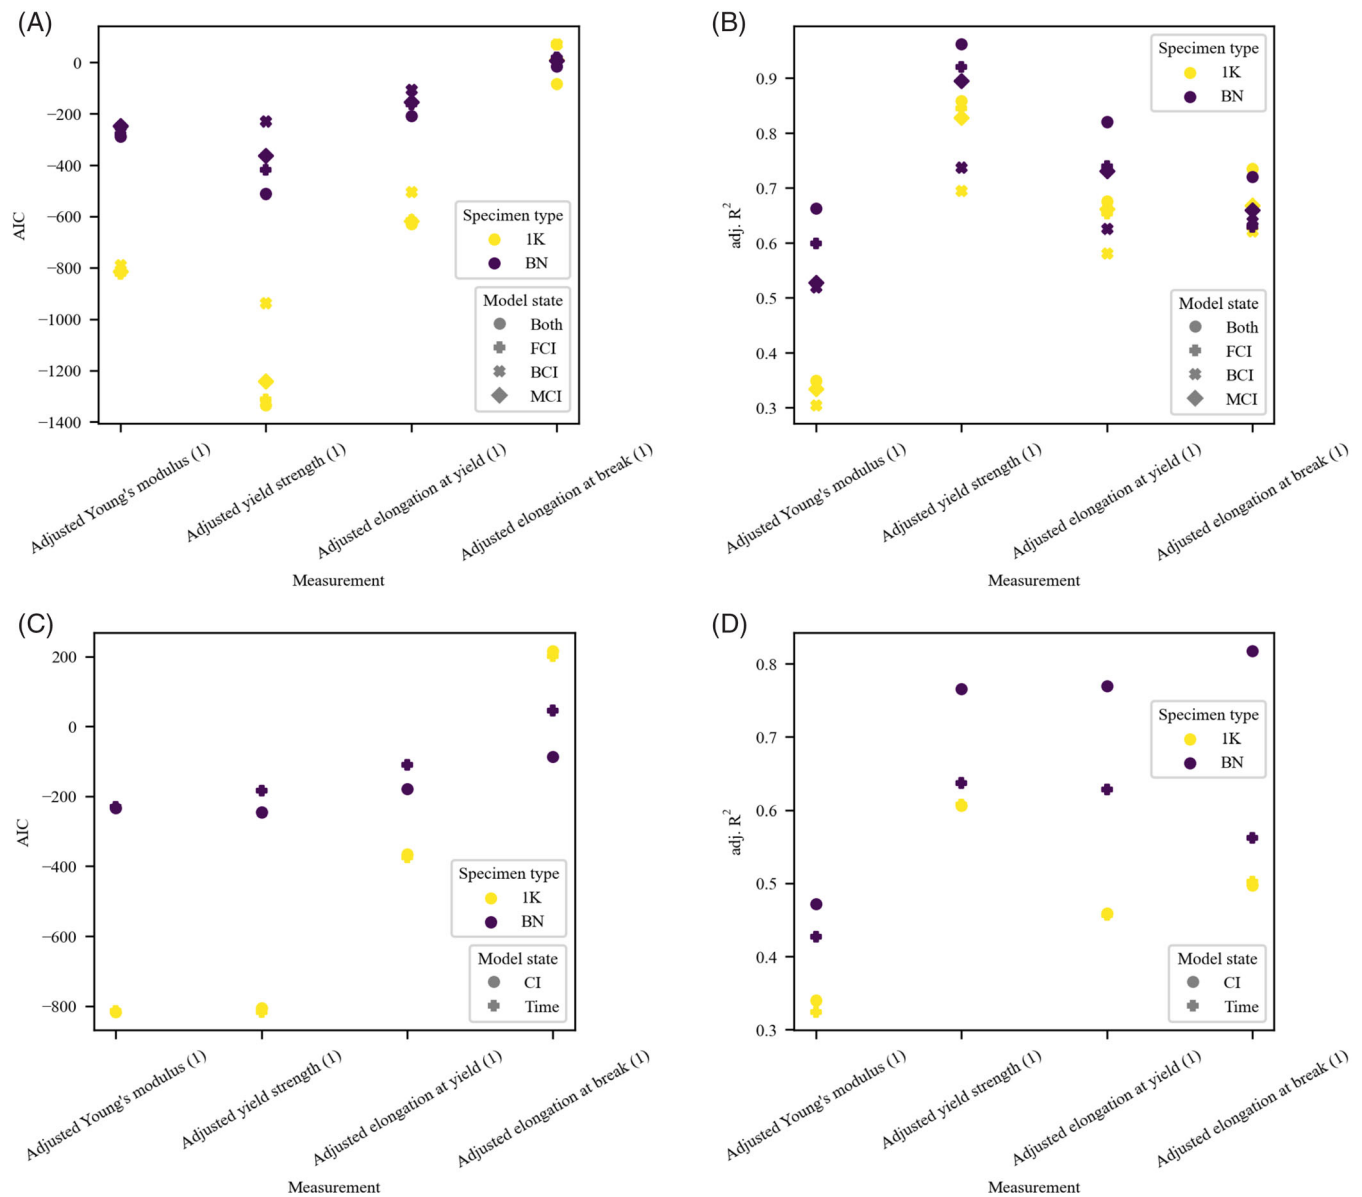 (A)
0
−200
−400
−600
−800
−1000
−1200
−1400
AIC
Specimen type
1K
BN
Model state
Both
FCI
BCI
MCI
Adjusted Young's modulus (1)
Adjusted yield strength (1)
Adjusted elongation at yield (1)
Adjusted elongation at break (1)
Measurement
(B)
0.9
0.8
0.7
0.6
0.5
0.4
0.3
adj. R²
Specimen type
1K
BN
Model state
Both
FCI
BCI
MCI
Adjusted Young's modulus (1)
Adjusted yield strength (1)
Adjusted elongation at yield (1)
Adjusted elongation at break (1)
Measurement
(C)
200
0
−200
−400
−600
−800
AIC
Specimen type
1K
BN
Model state
CI
Time
Adjusted Young's modulus (1)
Adjusted yield strength (1)
Adjusted elongation at yield (1)
Adjusted elongation at break (1)
Measurement
(D)
0.8
0.7
0.6
0.5
0.4
0.3
adj. R²
Specimen type
1K
BN
Model state
CI
Time
Adjusted Young's modulus (1)
Adjusted yield strength (1)
Adjusted elongation at yield (1)
Adjusted elongation at break (1)
Measurement